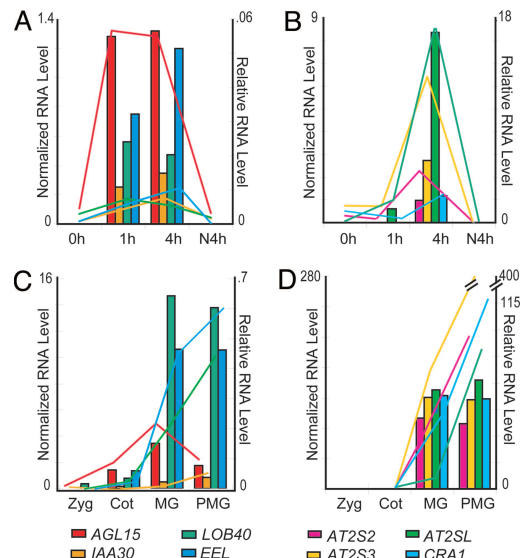 A
1.4
.06
Normalized RNA Level
Relative RNA Level
0
0
0h 1h 4h N4h
B
9
18
Normalized RNA Level
Relative RNA Level
0
0
0h 1h 4h N4h
C
16
.7
Normalized RNA Level
Relative RNA Level
0
0
Zyg Cot MG PMG
D
280
400
115
Normalized RNA Level
Relative RNA Level
0
0
Zyg Cot MG PMG
AGL15 LOB40
IAA30 EEL
AT2S2 AT2SL
AT2S3 CRA1